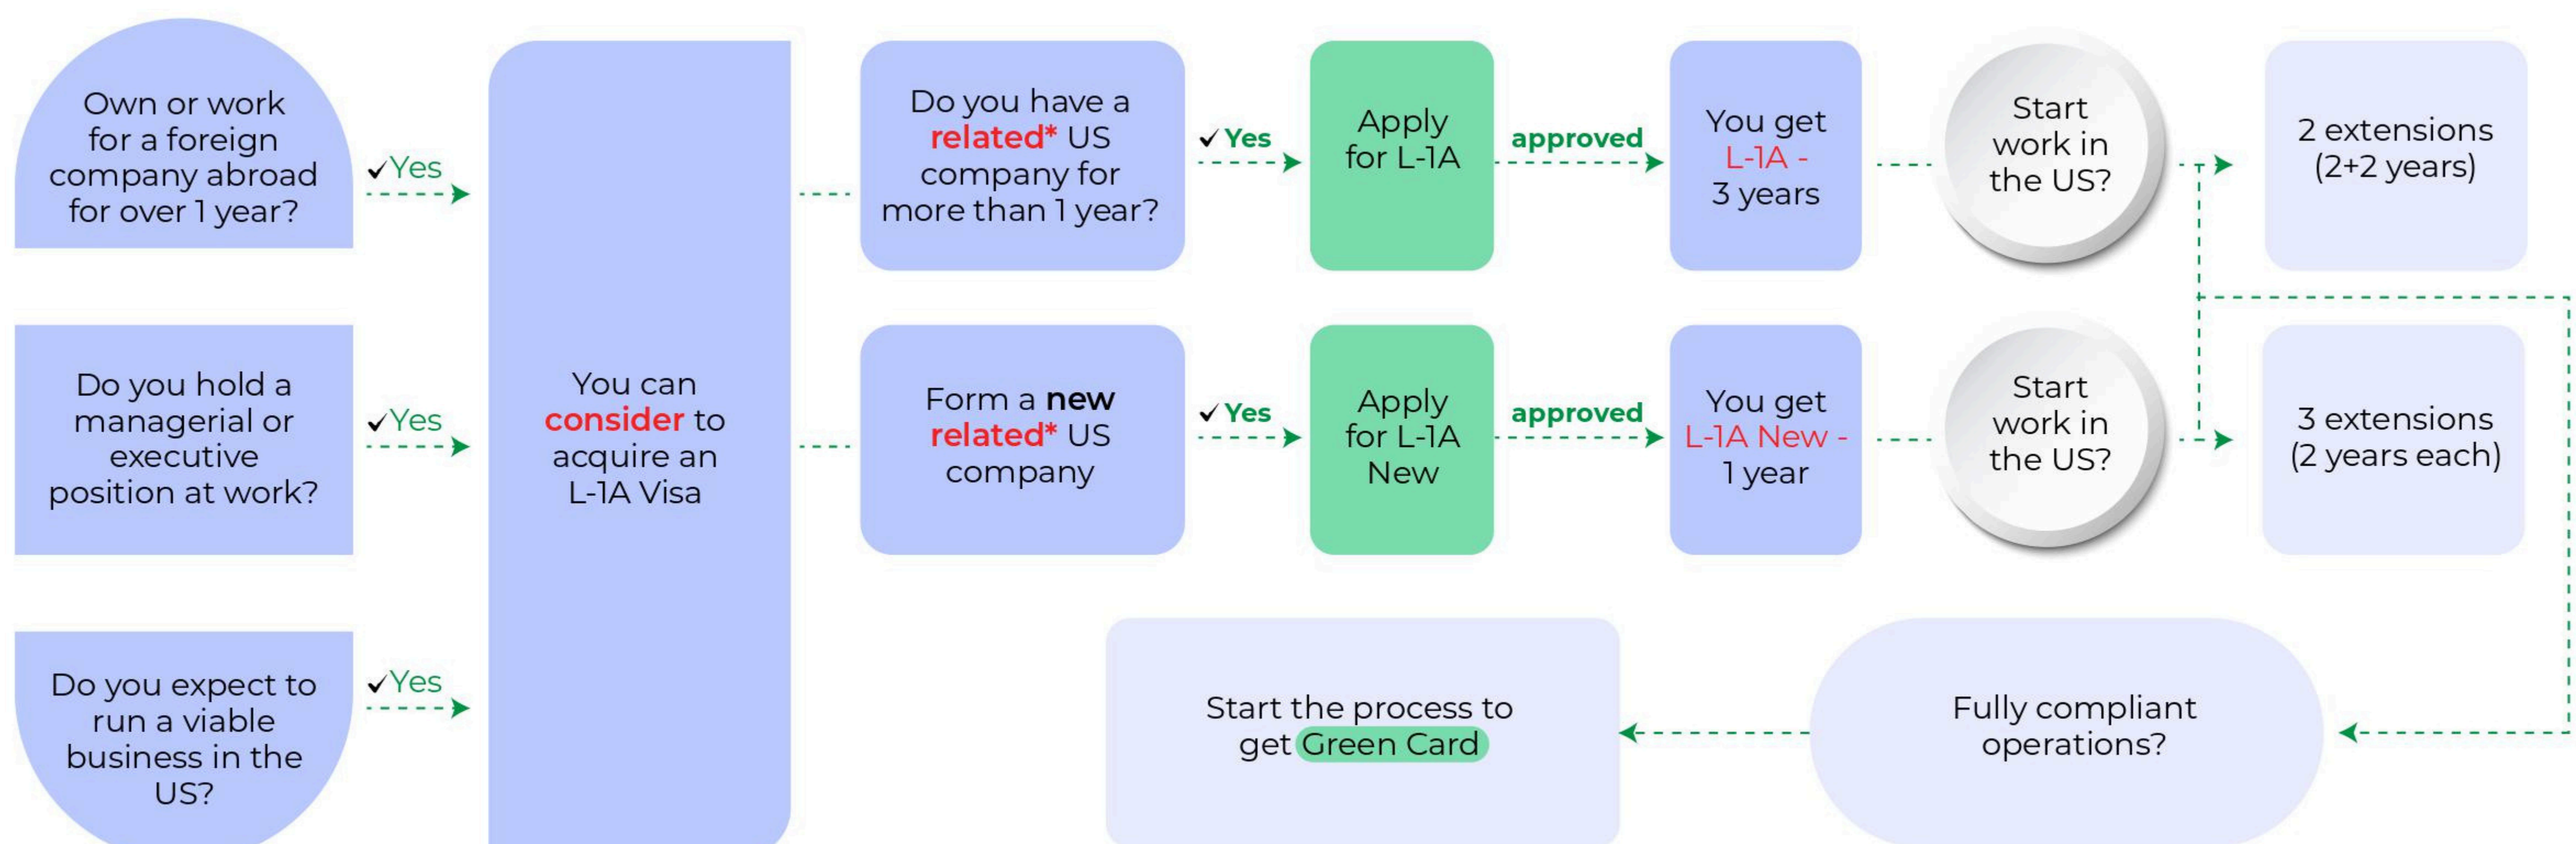 Own or work
for a foreign
company abroad
for over 1 year?
✓Yes
Do you hold a
managerial or
executive
position at work?
✓Yes
Do you expect to
run a viable
business in the
US?
✓Yes
You can
consider to
acquire an
L-1A Visa
Do you have a
related* US
company for
more than 1 year?
✓ Yes
Apply
for L-1A
approved
You get
L-1A -
3 years
Start
work in
the US?
2 extensions
(2+2 years)
Form a new
related* US
company
✓ Yes
Apply
for L-1A
New
approved
You get
L-1A New -
1 year
Start
work in
the US?
3 extensions
(2 years each)
Fully compliant
operations?
Start the process to
get Green Card